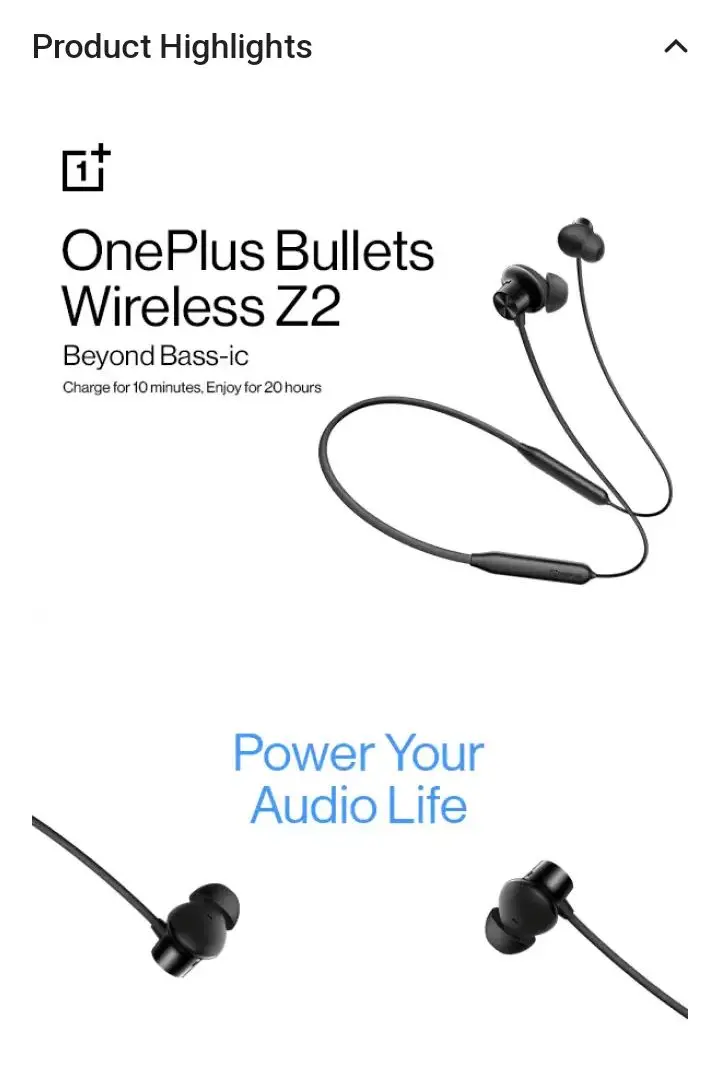 Product Highlights
1+
OnePlus Bullets
Wireless Z2
Beyond Bass-ic
Charge for 10 minutes, Enjoy for 20 hours
Power Your
Audio Life